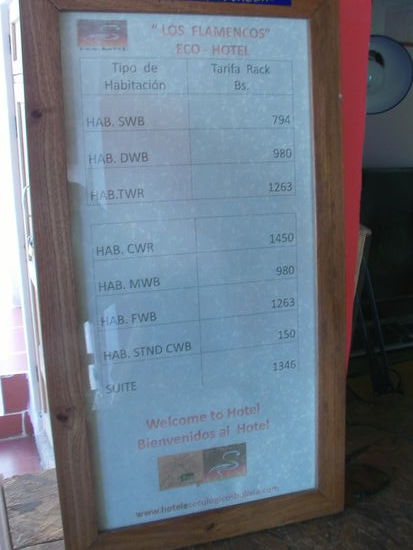 " LOS FLAMENCOS"
ECO - HOTEL
Tipo de Habitación Tarifa Rack Bs.
HAB. SWB 794
HAB. DWB 980
HAB.TWR 1263
HAB. CWR 1450
HAB. MWB 980
HAB. FWB 1263
HAB. STND CWB 150
SUITE 1346
Welcome to Hotel
Bienvenidos al Hotel